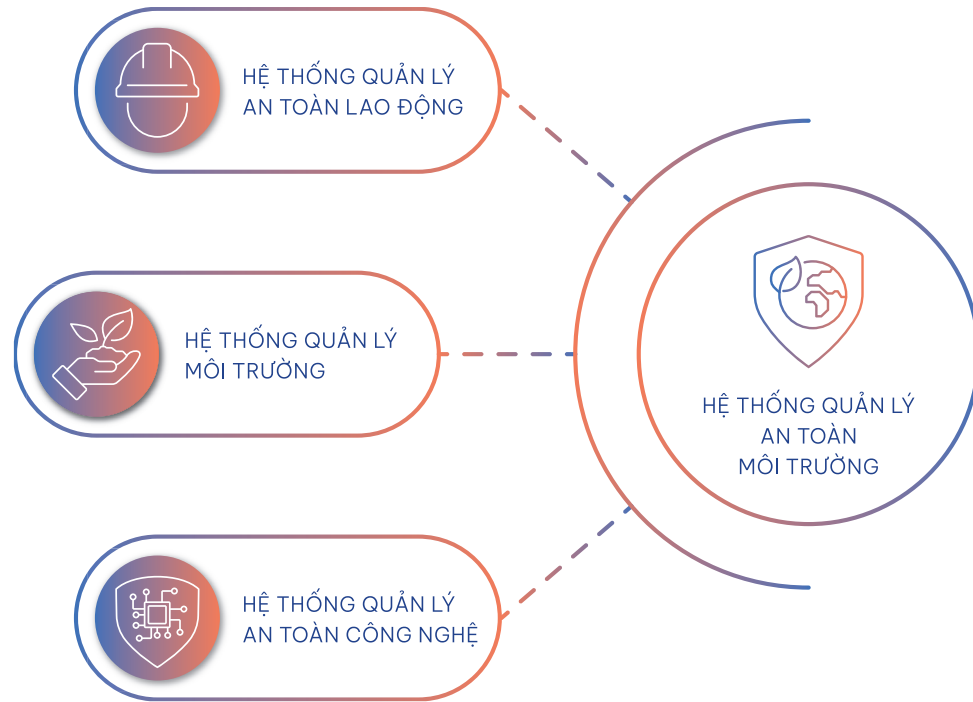 HỆ THỐNG QUẢN LÝ
AN TOÀN LAO ĐỘNG
HỆ THỐNG QUẢN LÝ
MÔI TRƯỜNG
HỆ THỐNG QUẢN LÝ
AN TOÀN
MÔI TRƯỜNG
HỆ THỐNG QUẢN LÝ
AN TOÀN CÔNG NGHỆ